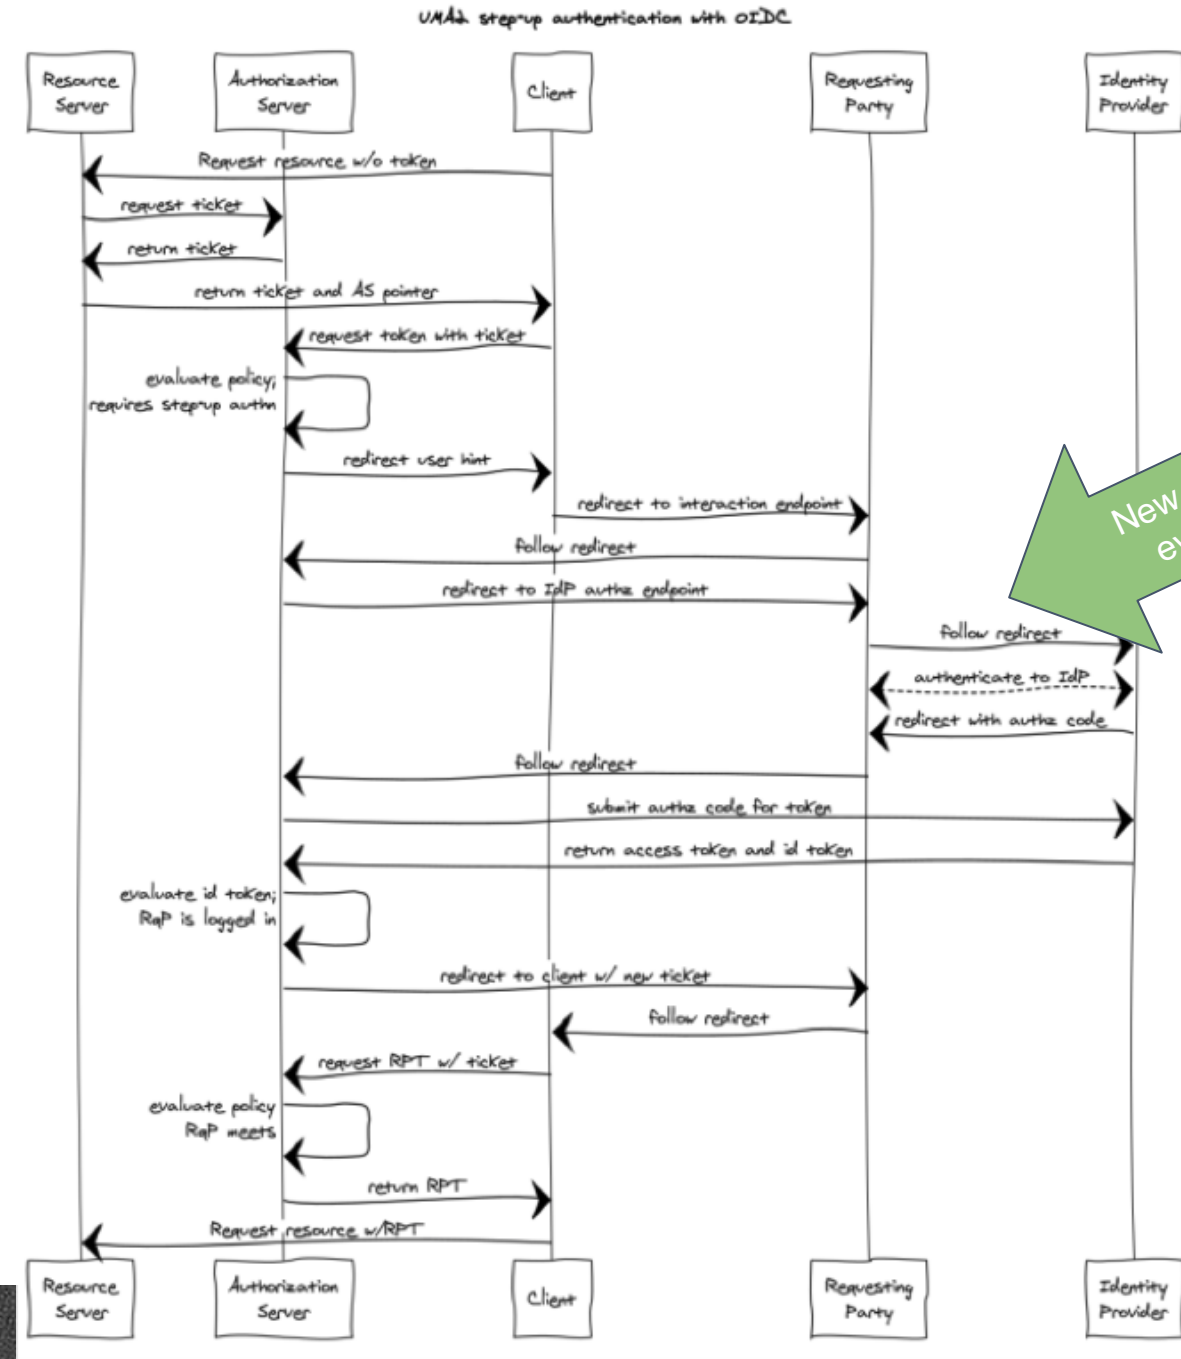 UMA2 step-up authentication with OIDC
Resource
Server
Authorization
Server
Client
Requesting
Party
Identity
Provider
Request resource w/o token
request ticket
return ticket
return ticket and AS pointer
request token with ticket
evaluate policy;
requires step-up authn
redirect user hint
redirect to interaction endpoint
follow redirect
redirect to IdP authz endpoint
New
follow redirect
authenticate to IdP
redirect with authz code
follow redirect
submit authz code for token
return access token and id token
evaluate id token;
RqP is logged in
redirect to client w/ new ticket
follow redirect
request RPT w/ ticket
evaluate policy
RqP meets
return RPT
Request resource w/RPT
Resource
Server
Authorization
Server
Client
Requesting
Party
Identity
Provider